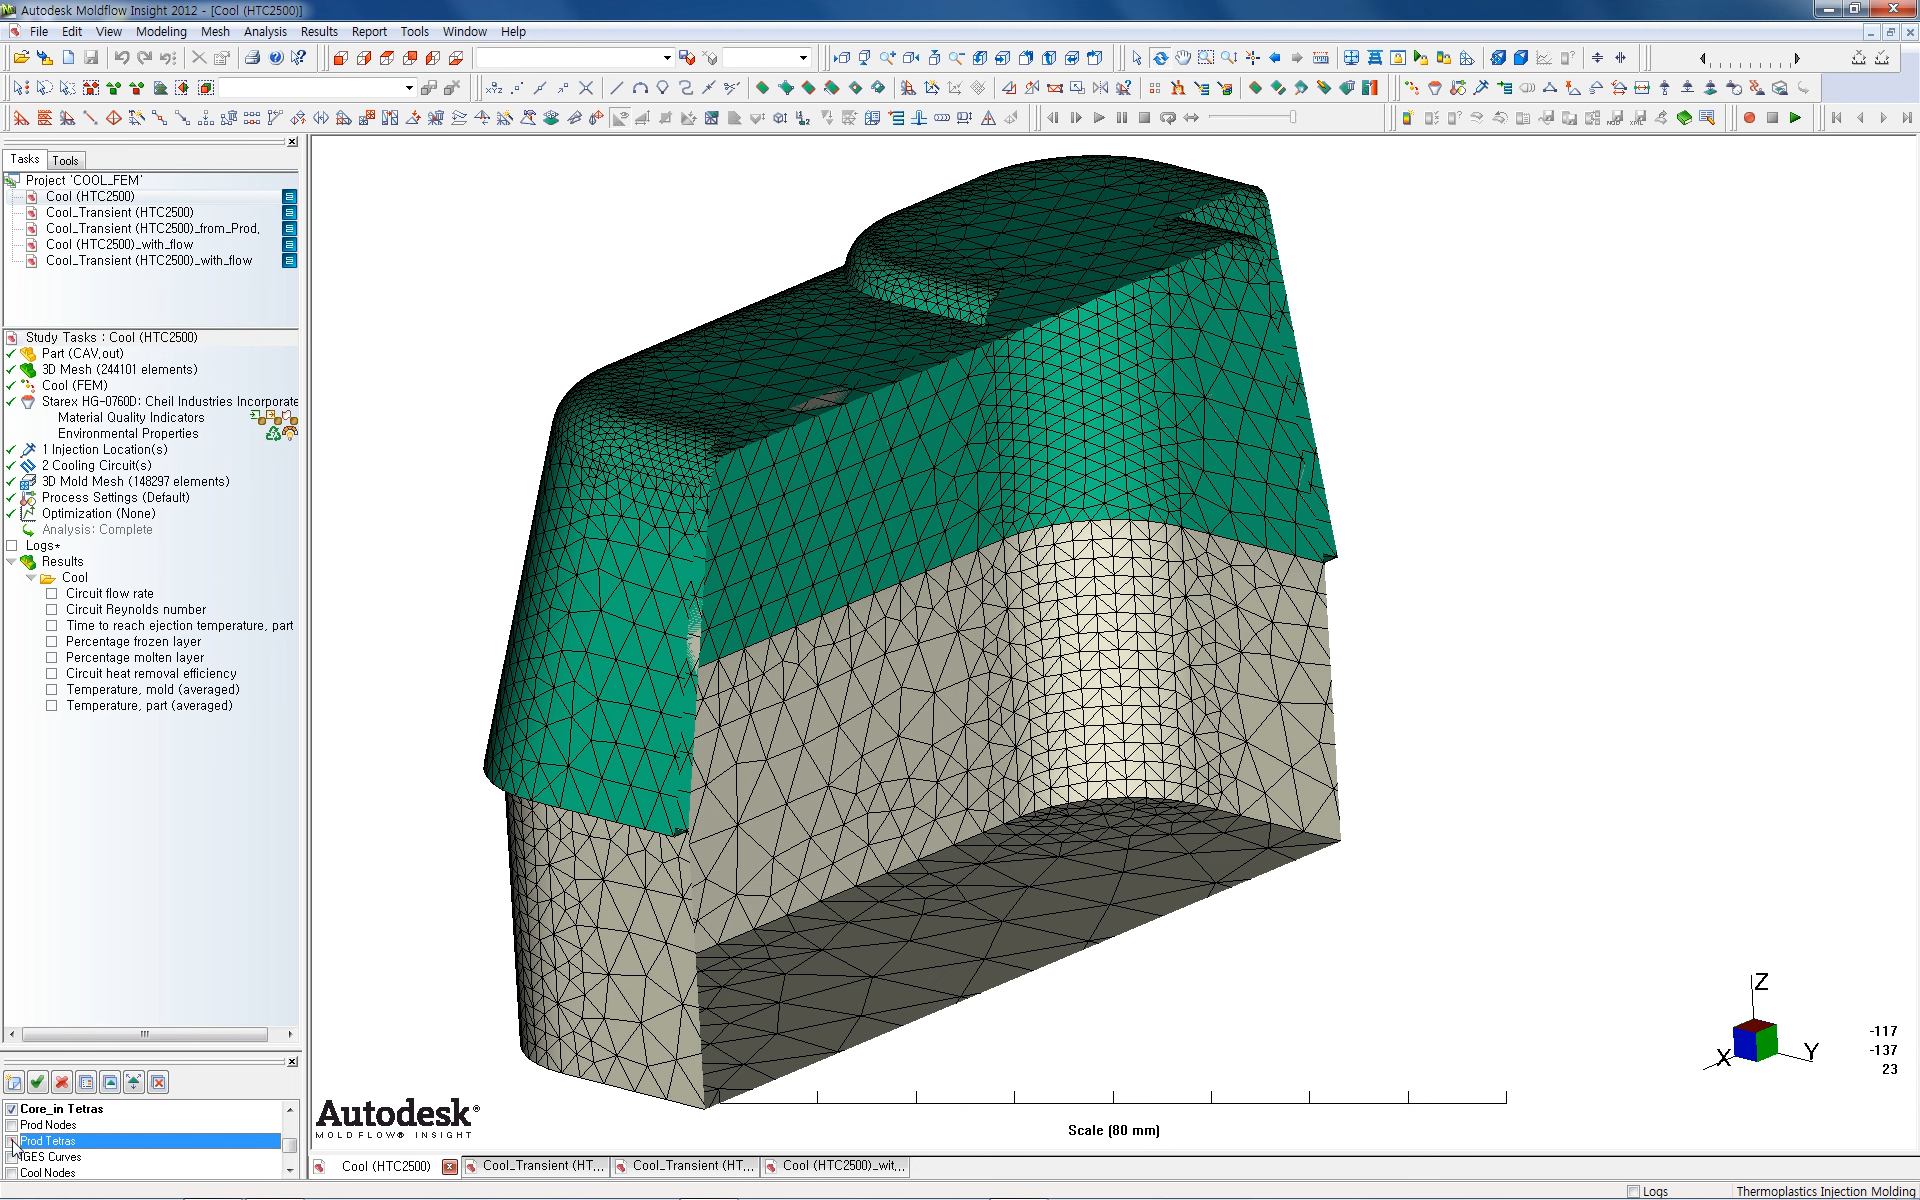 Autodesk Moldflow Insight 2012 - [Cool (HTC2500)]
File Edit View Modeling Mesh Analysis Results Report Tools Window Help
Tasks Tools
Project 'COOL_FEM'
Cool (HTC2500)
Cool_Transient (HTC2500)
Cool_Transient (HTC2500)_from_Prod,
Cool (HTC2500)_with_flow
Cool_Transient (HTC2500)_with_flow
Study Tasks : Cool (HTC2500)
Part (CAV,out)
3D Mesh (244101 elements)
Cool (FEM)
Starex HG-0760D: Cheil Industries Incorporate
Material Quality Indicators
Environmental Properties
1 Injection Location(s)
2 Cooling Circuit(s)
3D Mold Mesh (148297 elements)
Process Settings (Default)
Optimization (None)
Analysis: Complete
Logs*
Results
Cool
Circuit flow rate
Circuit Reynolds number
Time to reach ejection temperature, part
Percentage frozen layer
Percentage molten layer
Circuit heat removal efficiency
Temperature, mold (averaged)
Temperature, part (averaged)
Core_in Tetras
Prod Nodes
Prod Tetras
IGES Curves
Cool Nodes
Autodesk®
MOLDFLOW® INSIGHT
Scale (80 mm)
Z
X
Y
-117
-137
23
Cool (HTC2500) Cool_Transient (HT... Cool_Transient (HT... Cool (HTC2500)_wit...
Logs Thermoplastics Injection Molding